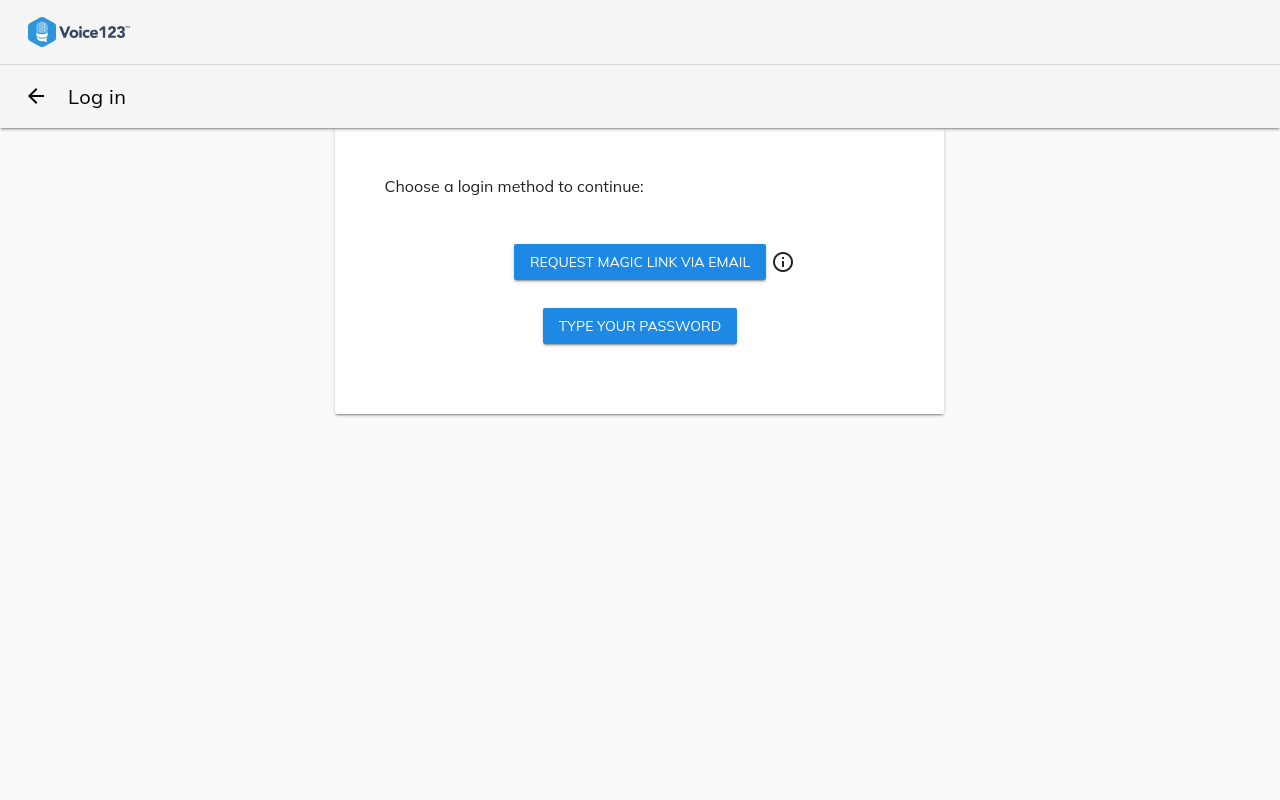 Voice123™
Log in
Choose a login method to continue:
REQUEST MAGIC LINK VIA EMAIL
TYPE YOUR PASSWORD